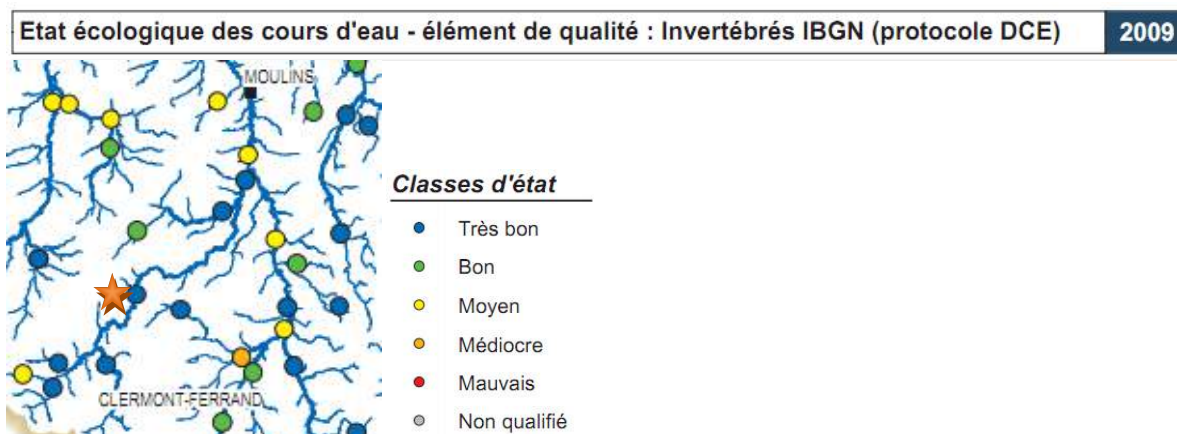 Etat écologique des cours d'eau - élément de qualité : Invertébrés IBGN (protocole DCE) 2009
MOULINS
Classes d'état
Très bon
Bon
Moyen
Médiocre
Mauvais
CLERMONT-FERRAND
Non qualifié